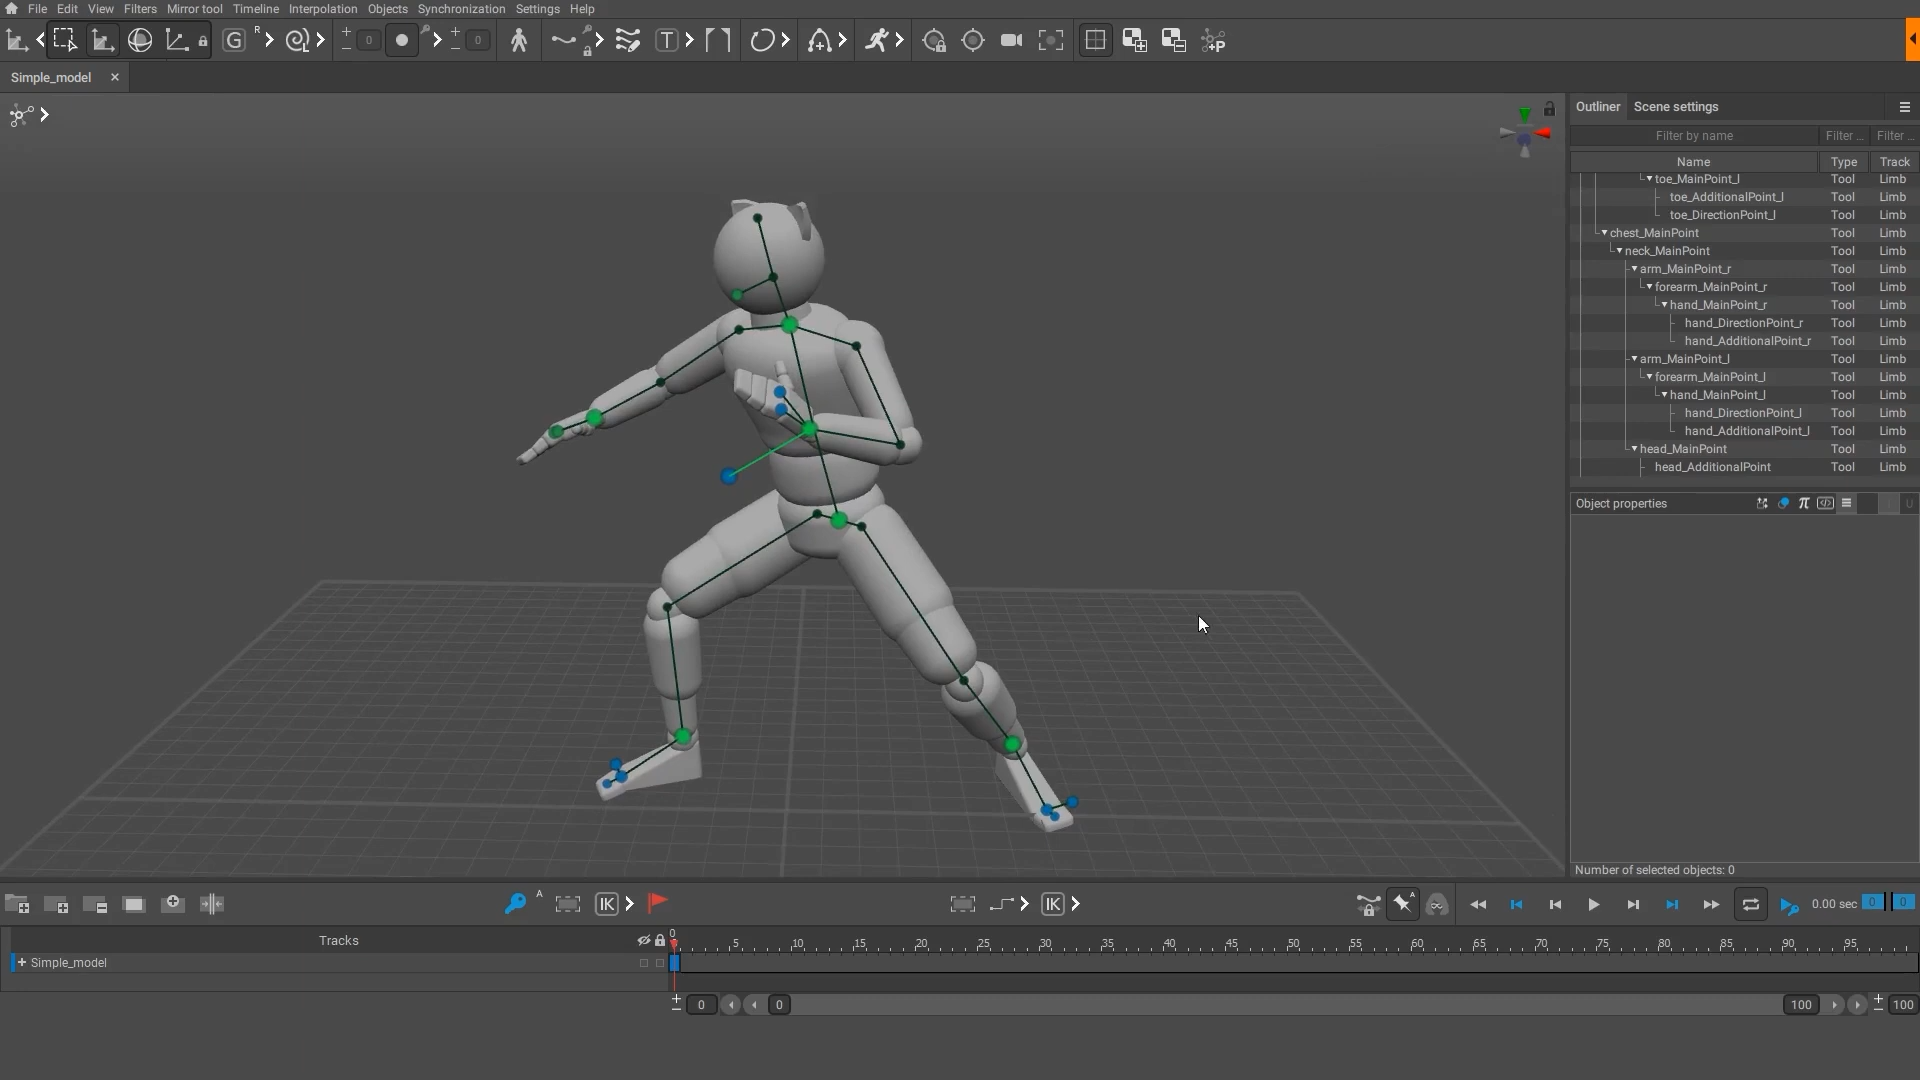 File Edit View Filters Mirror tool Timeline Interpolation Objects Synchronization Settings Help
G R 0 0 T +P
Simple_model ×
Outliner Scene settings
Filter by name Filter ... Filter ...
Name Type Track
toe_MainPoint_l Tool Limb
toe_AdditionalPoint_l Tool Limb
toe_DirectionPoint_l Tool Limb
chest_MainPoint Tool Limb
neck_MainPoint Tool Limb
arm_MainPoint_r Tool Limb
forearm_MainPoint_r Tool Limb
hand_MainPoint_r Tool Limb
hand_DirectionPoint_r Tool Limb
hand_AdditionalPoint_r Tool Limb
arm_MainPoint_l Tool Limb
forearm_MainPoint_l Tool Limb
hand_MainPoint_l Tool Limb
hand_DirectionPoint_l Tool Limb
hand_AdditionalPoint_l Tool Limb
head_MainPoint Tool Limb
head_AdditionalPoint Tool Limb
Object properties π U
Number of selected objects: 0
A IK IK A 0.00 sec 0 0
Tracks 0 5 10 15 20 25 30 35 40 45 50 55 60 65 70 75 80 85 90 95
+ Simple_model
0 0 100 100